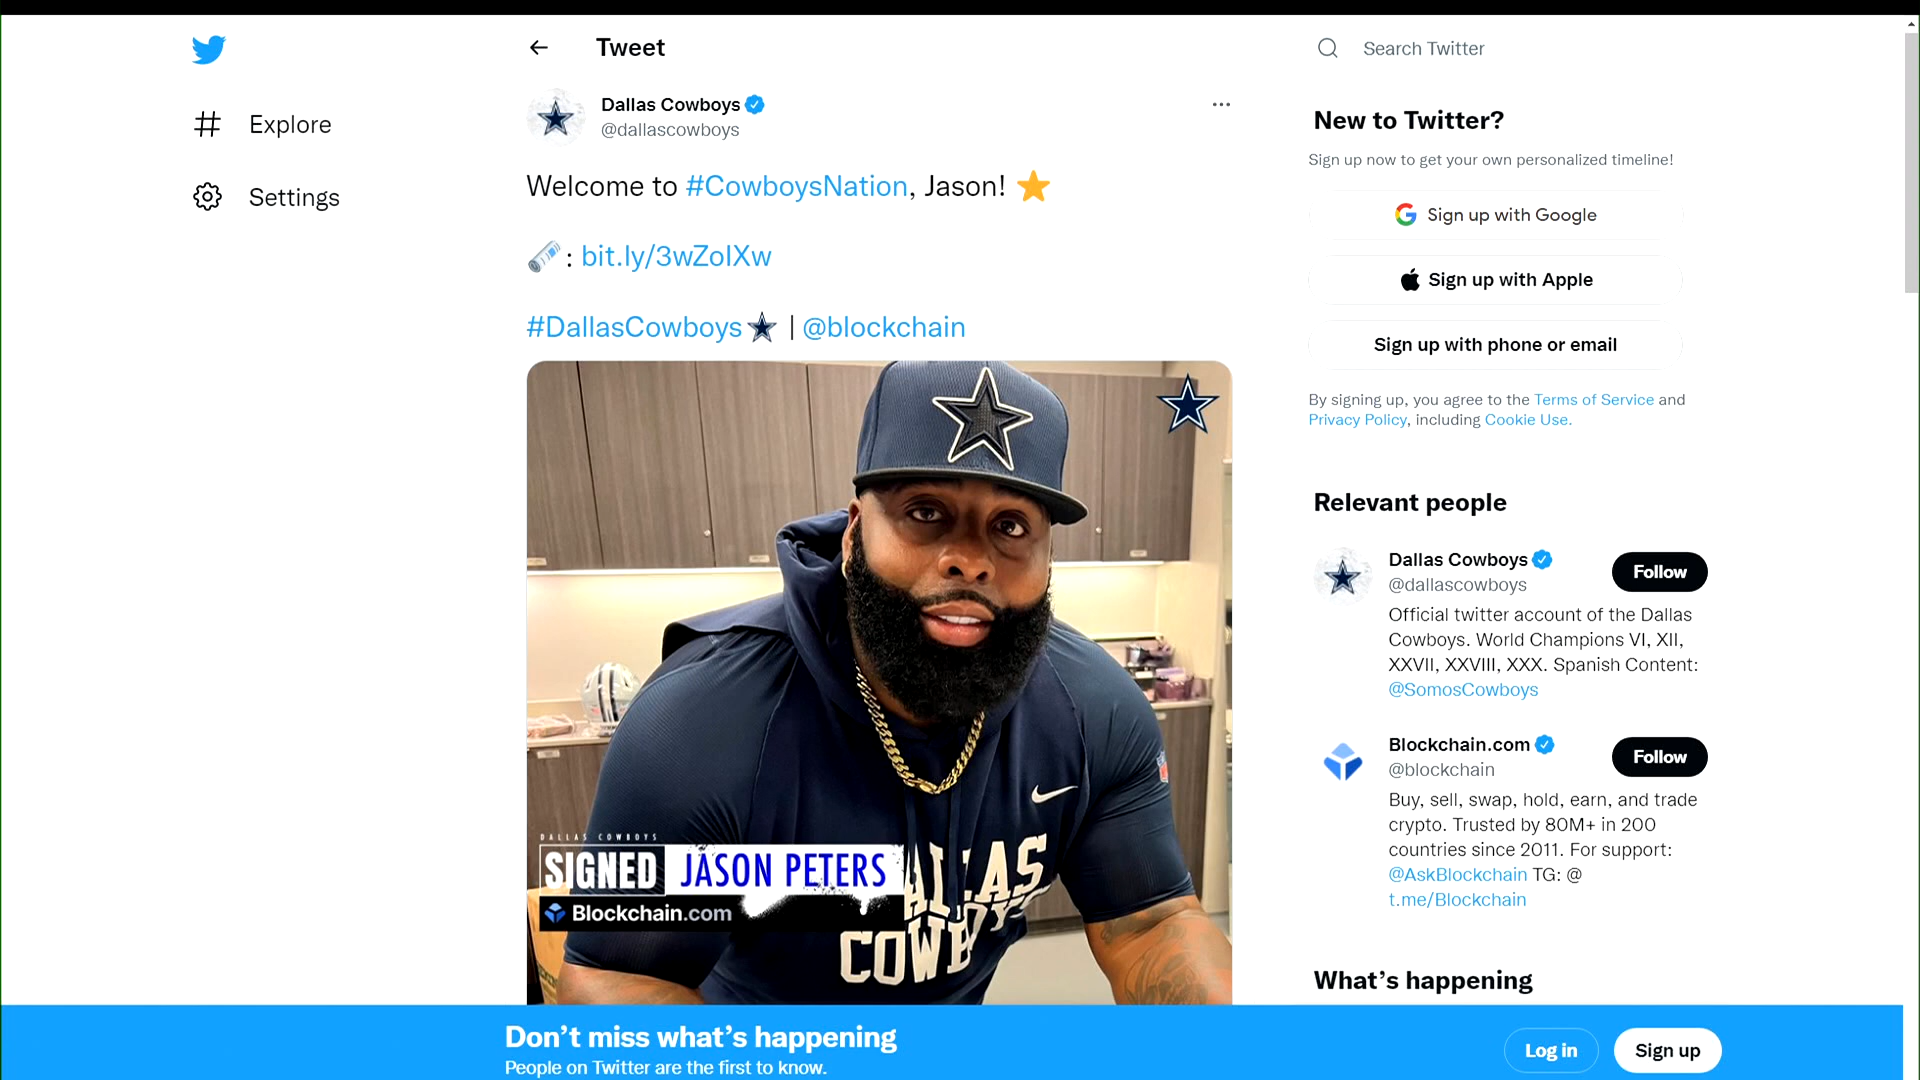 Tweet
Search Twitter
Explore
Settings
Dallas Cowboys
@dallascowboys
Welcome to #CowboysNation, Jason!
: bit.ly/3wZoIXw
#DallasCowboys | @blockchain
DALLAS COWBOYS
SIGNED JASON PETERS
Blockchain.com
DALLAS
COWBOYS
New to Twitter?
Sign up now to get your own personalized timeline!
Sign up with Google
Sign up with Apple
Sign up with phone or email
By signing up, you agree to the Terms of Service and
Privacy Policy, including Cookie Use.
Relevant people
Dallas Cowboys
@dallascowboys
Follow
Official twitter account of the Dallas
Cowboys. World Champions VI, XII,
XXVII, XXVIII, XXX. Spanish Content:
@SomosCowboys
Blockchain.com
@blockchain
Follow
Buy, sell, swap, hold, earn, and trade
crypto. Trusted by 80M+ in 200
countries since 2011. For support:
@AskBlockchain TG: @
t.me/Blockchain
What's happening
Don't miss what's happening
People on Twitter are the first to know.
Log in
Sign up